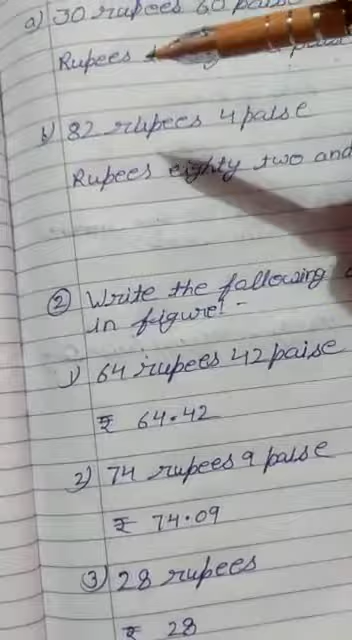 a) 30 rupees 60 paise
Rupees
b) 82 rupees 4 paise
Rupees eighty two and
② Write the following
in figure! -
1) 64 rupees 42 paise
₹ 64.42
2) 74 rupees 9 paise
₹ 74.09
③ 28 rupees
₹ 28